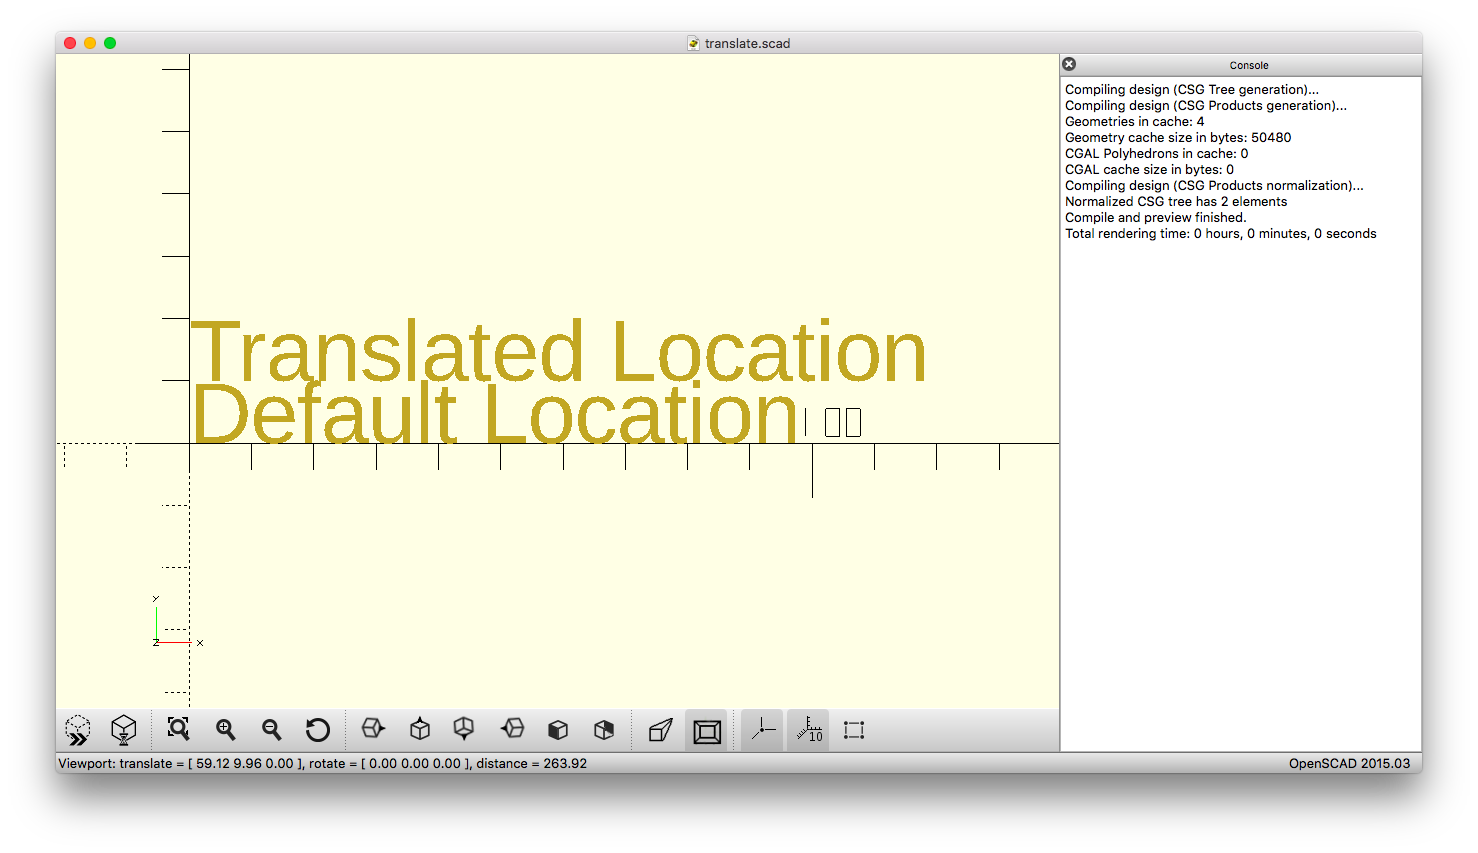 translate.scad
Console
Compiling design (CSG Tree generation)...
Compiling design (CSG Products generation)...
Geometries in cache: 4
Geometry cache size in bytes: 50480
CGAL Polyhedrons in cache: 0
CGAL cache size in bytes: 0
Compiling design (CSG Products normalization)...
Normalized CSG tree has 2 elements
Compile and preview finished.
Total rendering time: 0 hours, 0 minutes, 0 seconds
Translated Location
Default Location
100
Y
Z X
10
Viewport: translate = [ 59.12 9.96 0.00 ], rotate = [ 0.00 0.00 0.00 ], distance = 263.92
OpenSCAD 2015.03